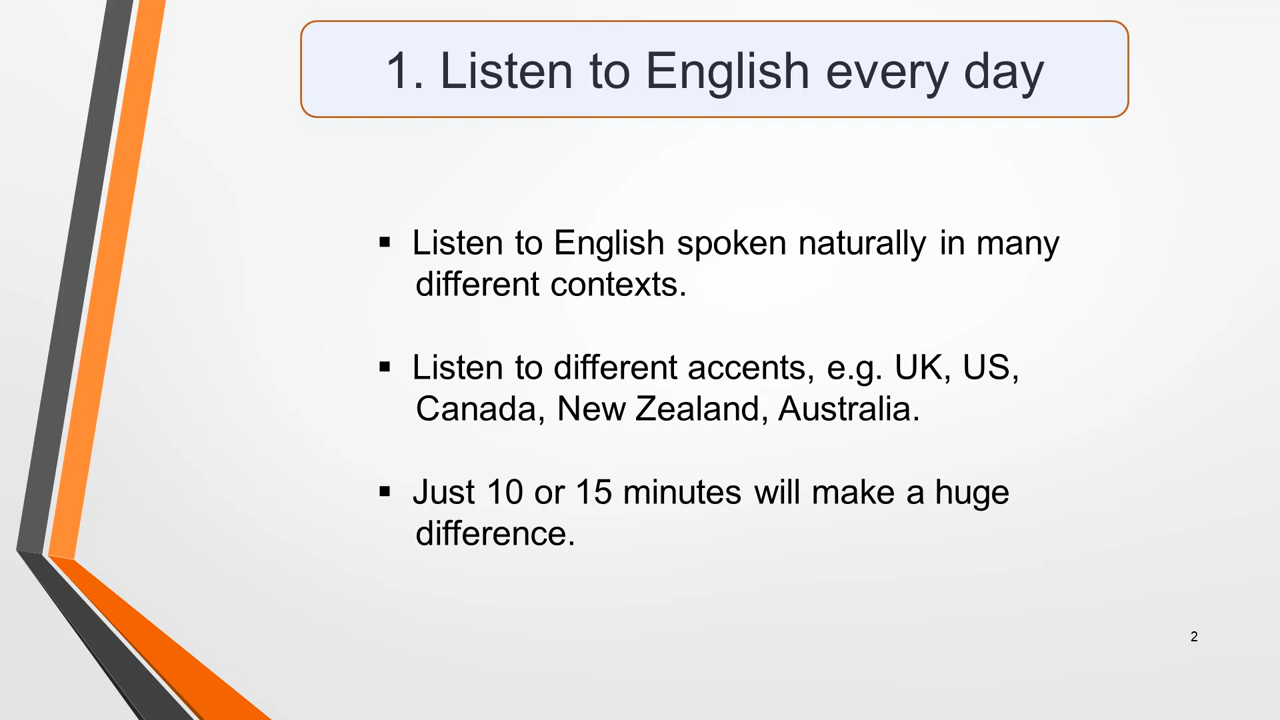 1. Listen to English every day
▪ Listen to English spoken naturally in many
different contexts.
▪ Listen to different accents, e.g. UK, US,
Canada, New Zealand, Australia.
▪ Just 10 or 15 minutes will make a huge
difference.
2